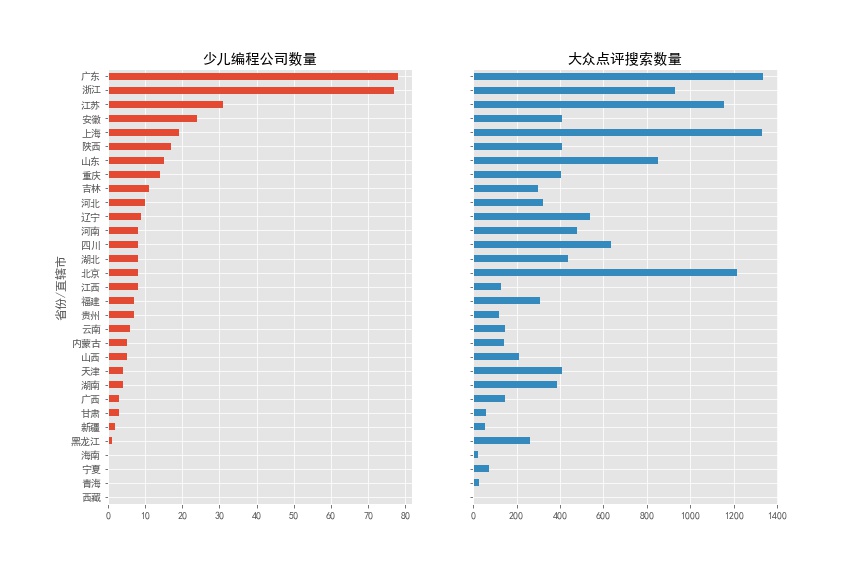 少儿编程公司数量
大众点评搜索数量
省份/直辖市
广东
浙江
江苏
安徽
上海
陕西
山东
重庆
吉林
河北
辽宁
河南
四川
湖北
北京
江西
福建
贵州
云南
内蒙古
山西
天津
湖南
广西
甘肃
新疆
黑龙江
海南
宁夏
青海
西藏
0 10 20 30 40 50 60 70 80
0 200 400 600 800 1000 1200 1400